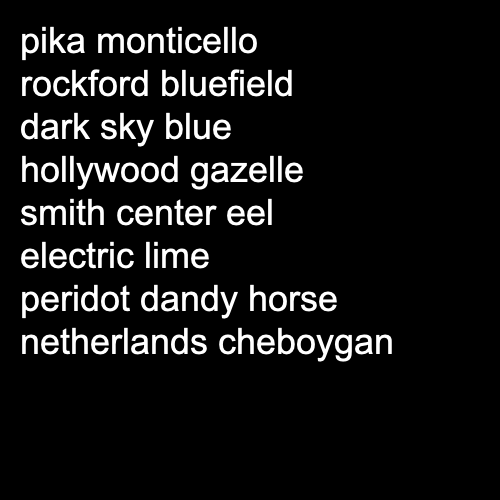 pika monticello
rockford bluefield
dark sky blue
hollywood gazelle
smith center eel
electric lime
peridot dandy horse
netherlands cheboygan